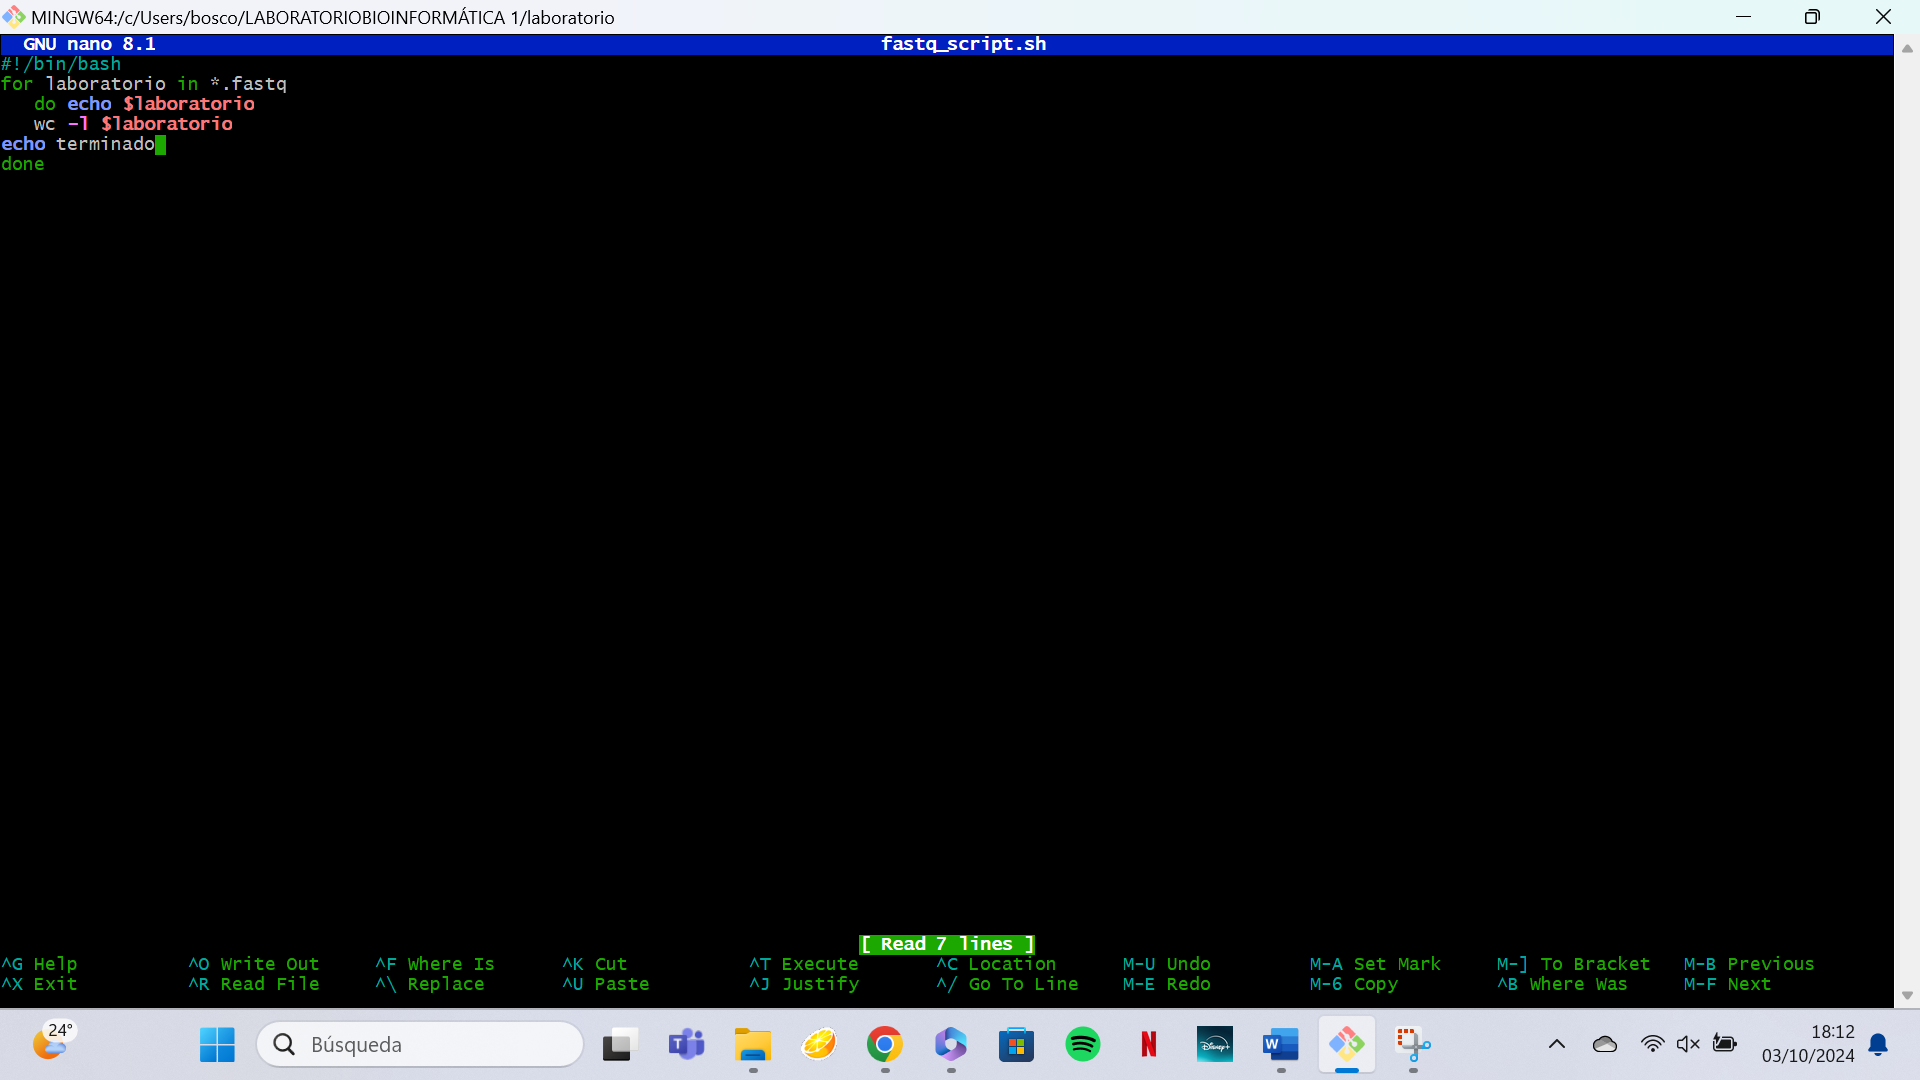 MINGW64:/c/Users/bosco/LABORATORIOBIOINFORMÁTICA 1/laboratorio
GNU nano 8.1 fastq_script.sh
#!/bin/bash
for laboratorio in *.fastq
   do echo $laboratorio
   wc -l $laboratorio
echo terminado
done
[ Read 7 lines ]
^G Help ^O Write Out ^F Where Is ^K Cut ^T Execute ^C Location M-U Undo M-A Set Mark M-] To Bracket M-B Previous
^X Exit ^R Read File ^\ Replace ^U Paste ^J Justify ^/ Go To Line M-E Redo M-6 Copy ^B Where Was M-F Next
24°
Búsqueda
T
N
Disney+
W
18:12
03/10/2024